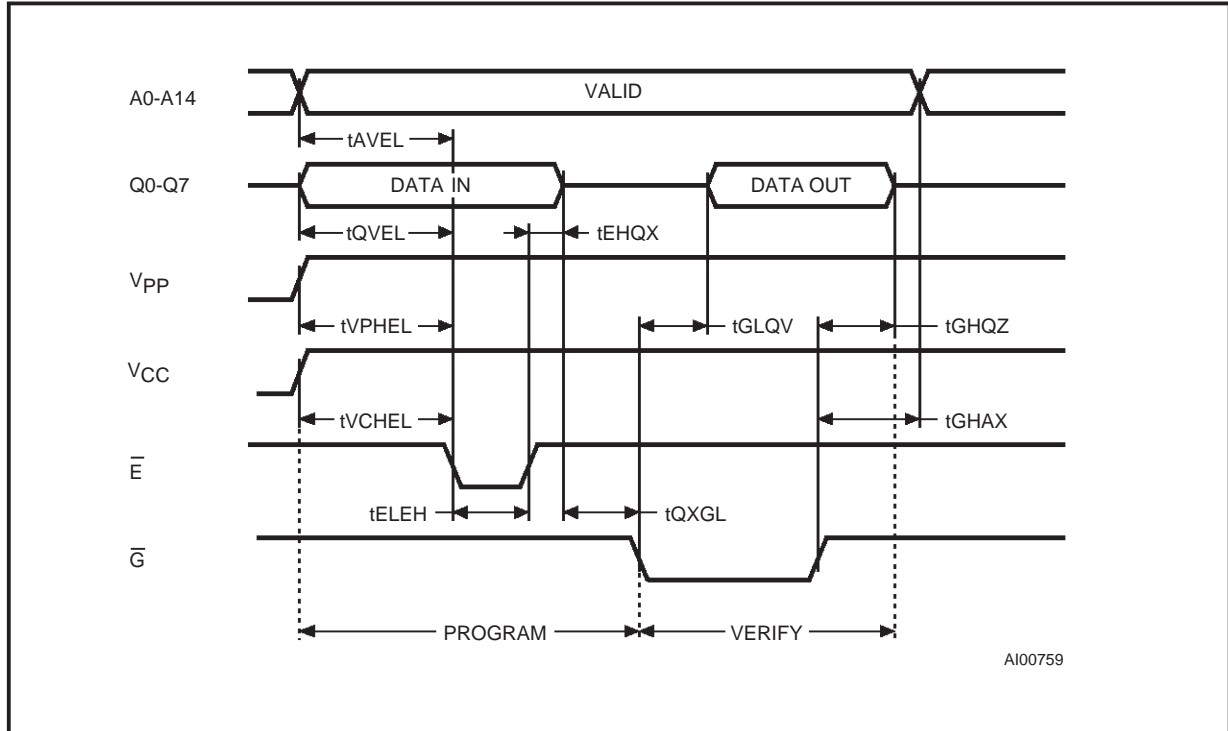 A0-A14
VALID
tAVEL
Q0-Q7
DATA IN
DATA OUT
tQVEL
tEHQX
VPP
tVPHEL
tGLQV
tGHQZ
VCC
tVCHEL
tGHAX
E̅
tELEH
tQXGL
G̅
PROGRAM
VERIFY
AI00759